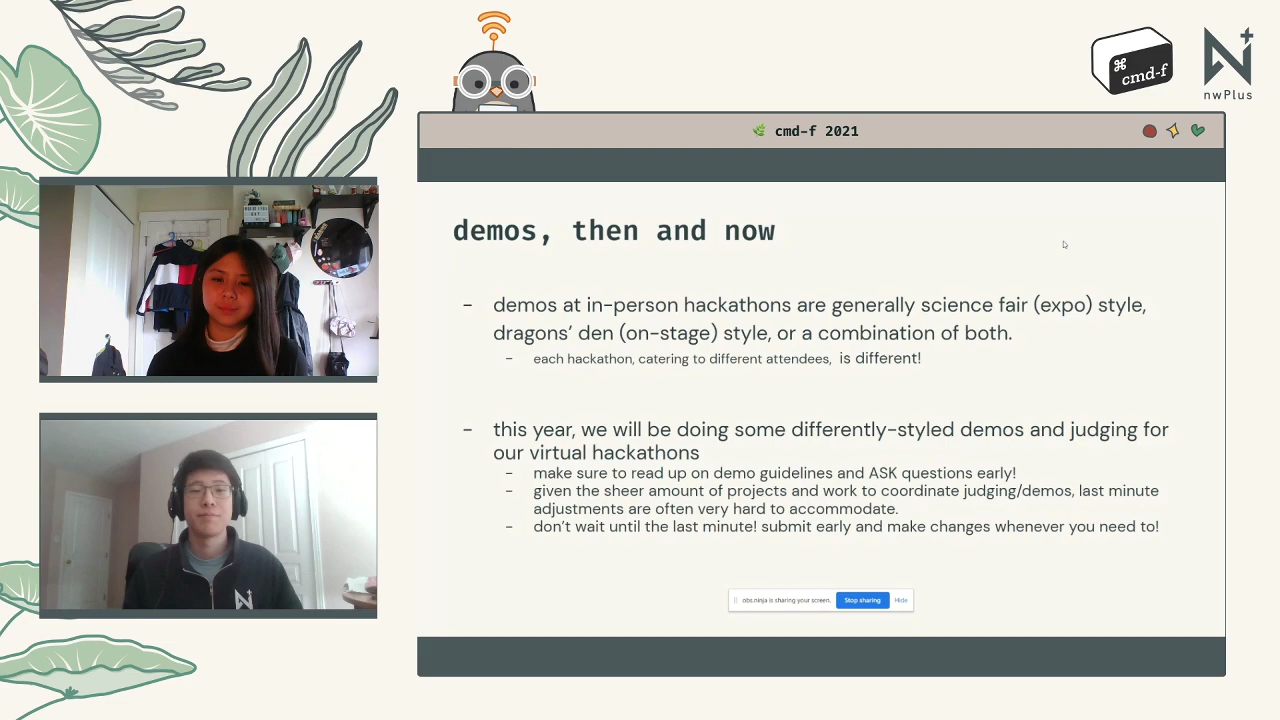 ⌘
cmd-f
nwPlus
cmd-f 2021
demos, then and now
- demos at in-person hackathons are generally science fair (expo) style,
dragons’ den (on-stage) style, or a combination of both.
- each hackathon, catering to different attendees, is different!
- this year, we will be doing some differently-styled demos and judging for
our virtual hackathons
- make sure to read up on demo guidelines and ASK questions early!
- given the sheer amount of projects and work to coordinate judging/demos, last minute
adjustments are often very hard to accommodate.
- don’t wait until the last minute! submit early and make changes whenever you need to!
obs.ninja is sharing your screen. Stop sharing Hide